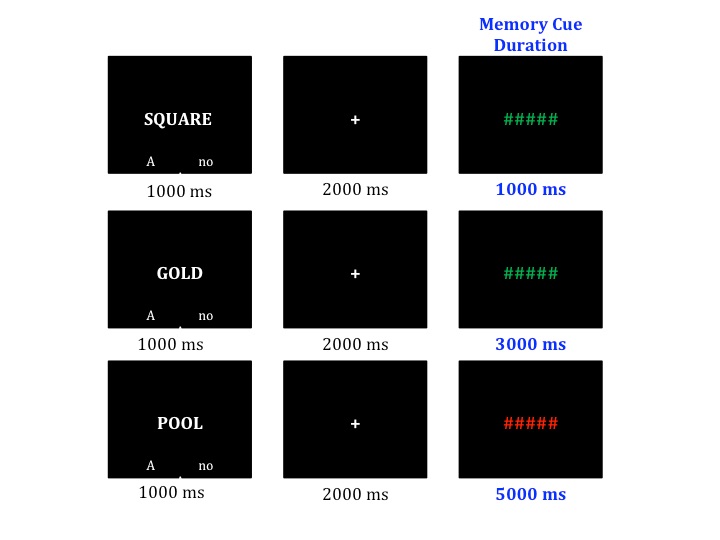 Memory Cue
Duration
SQUARE
+
#####
A no
1000 ms
2000 ms
1000 ms
GOLD
+
#####
A no
1000 ms
2000 ms
3000 ms
POOL
+
#####
A no
1000 ms
2000 ms
5000 ms